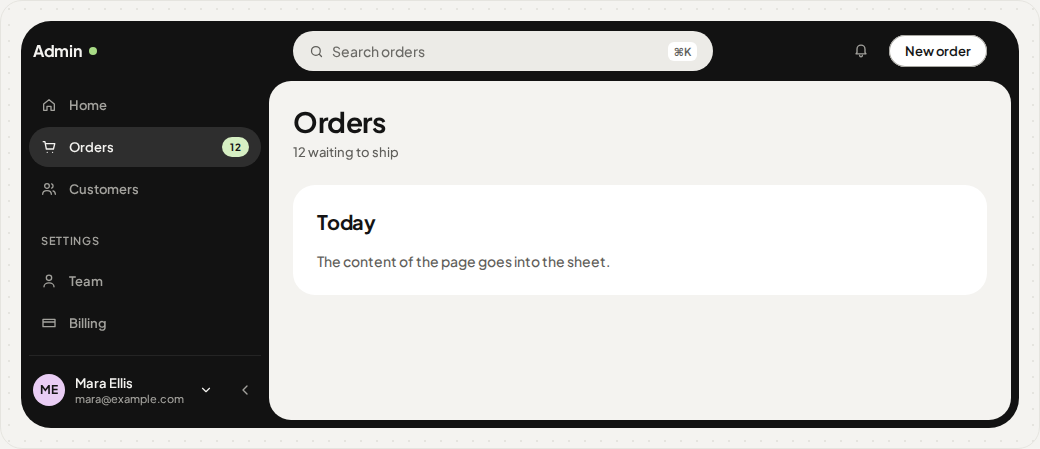 Admin
Search orders
⌘K
New order
Home
Orders
12
Customers
SETTINGS
Team
Billing
ME
Mara Ellis
mara@example.com
Orders
12 waiting to ship
Today
The content of the page goes into the sheet.